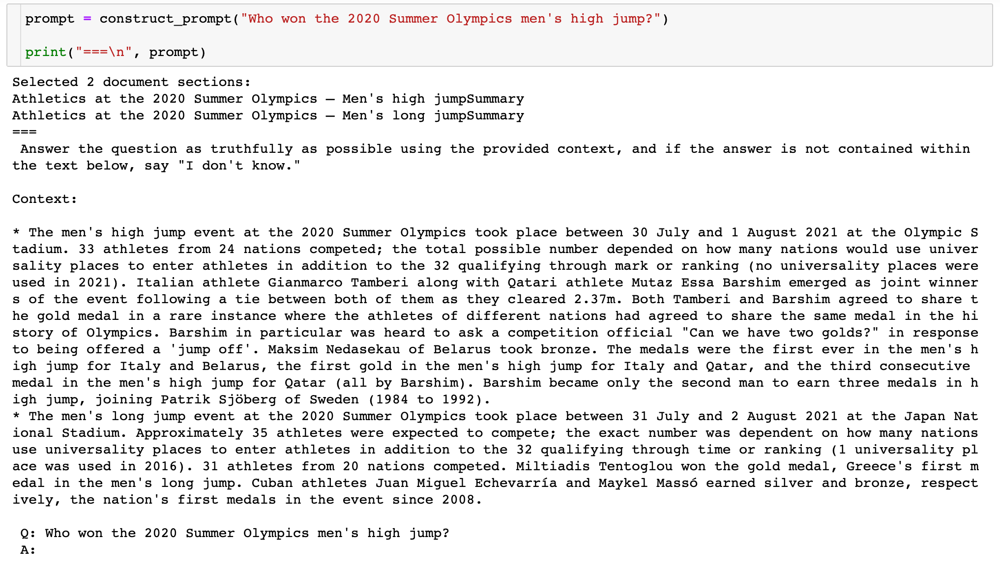 prompt = construct_prompt("Who won the 2020 Summer Olympics men's high jump?")
print("===\n", prompt)
Selected 2 document sections:
Athletics at the 2020 Summer Olympics – Men's high jumpSummary
Athletics at the 2020 Summer Olympics – Men's long jumpSummary
===
Answer the question as truthfully as possible using the provided context, and if the answer is not contained within
the text below, say "I don't know."
Context:
* The men's high jump event at the 2020 Summer Olympics took place between 30 July and 1 August 2021 at the Olympic S
tadium. 33 athletes from 24 nations competed; the total possible number depended on how many nations would use univer
sality places to enter athletes in addition to the 32 qualifying through mark or ranking (no universality places were
used in 2021). Italian athlete Gianmarco Tamberi along with Qatari athlete Mutaz Essa Barshim emerged as joint winner
s of the event following a tie between both of them as they cleared 2.37m. Both Tamberi and Barshim agreed to share t
he gold medal in a rare instance where the athletes of different nations had agreed to share the same medal in the hi
story of Olympics. Barshim in particular was heard to ask a competition official "Can we have two golds?" in response
to being offered a 'jump off'. Maksim Nedasekau of Belarus took bronze. The medals were the first ever in the men's h
igh jump for Italy and Belarus, the first gold in the men's high jump for Italy and Qatar, and the third consecutive
medal in the men's high jump for Qatar (all by Barshim). Barshim became only the second man to earn three medals in h
igh jump, joining Patrik Sjöberg of Sweden (1984 to 1992).
* The men's long jump event at the 2020 Summer Olympics took place between 31 July and 2 August 2021 at the Japan Nat
ional Stadium. Approximately 35 athletes were expected to compete; the exact number was dependent on how many nations
use universality places to enter athletes in addition to the 32 qualifying through time or ranking (1 universality pl
ace was used in 2016). 31 athletes from 20 nations competed. Miltiadis Tentoglou won the gold medal, Greece's first m
edal in the men's long jump. Cuban athletes Juan Miguel Echevarría and Maykel Massó earned silver and bronze, respect
ively, the nation's first medals in the event since 2008.
Q: Who won the 2020 Summer Olympics men's high jump?
A: